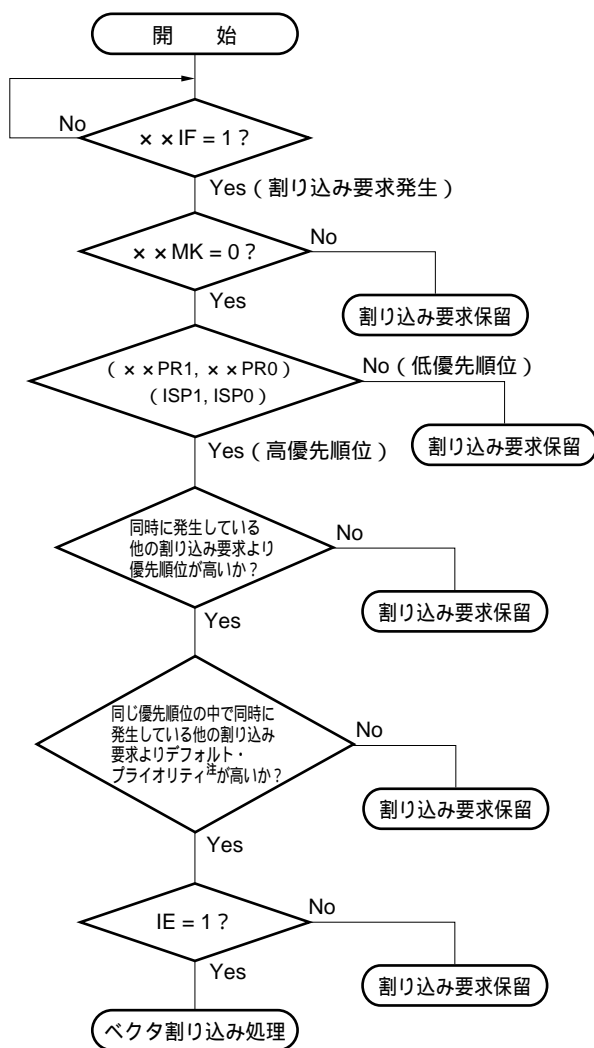 開 始
No
××IF = 1？
Yes（割り込み要求発生）
No
××MK = 0？
割り込み要求保留
Yes
（××PR1, ××PR0）
（ISP1, ISP0）
No（低優先順位）
割り込み要求保留
Yes（高優先順位）
同時に発生している
他の割り込み要求より
優先順位が高いか？
No
割り込み要求保留
Yes
同じ優先順位の中で同時に
発生している他の割り込み
要求よりデフォルト・
プライオリティ注が高いか？
No
割り込み要求保留
Yes
IE = 1？
No
割り込み要求保留
Yes
ベクタ割り込み処理